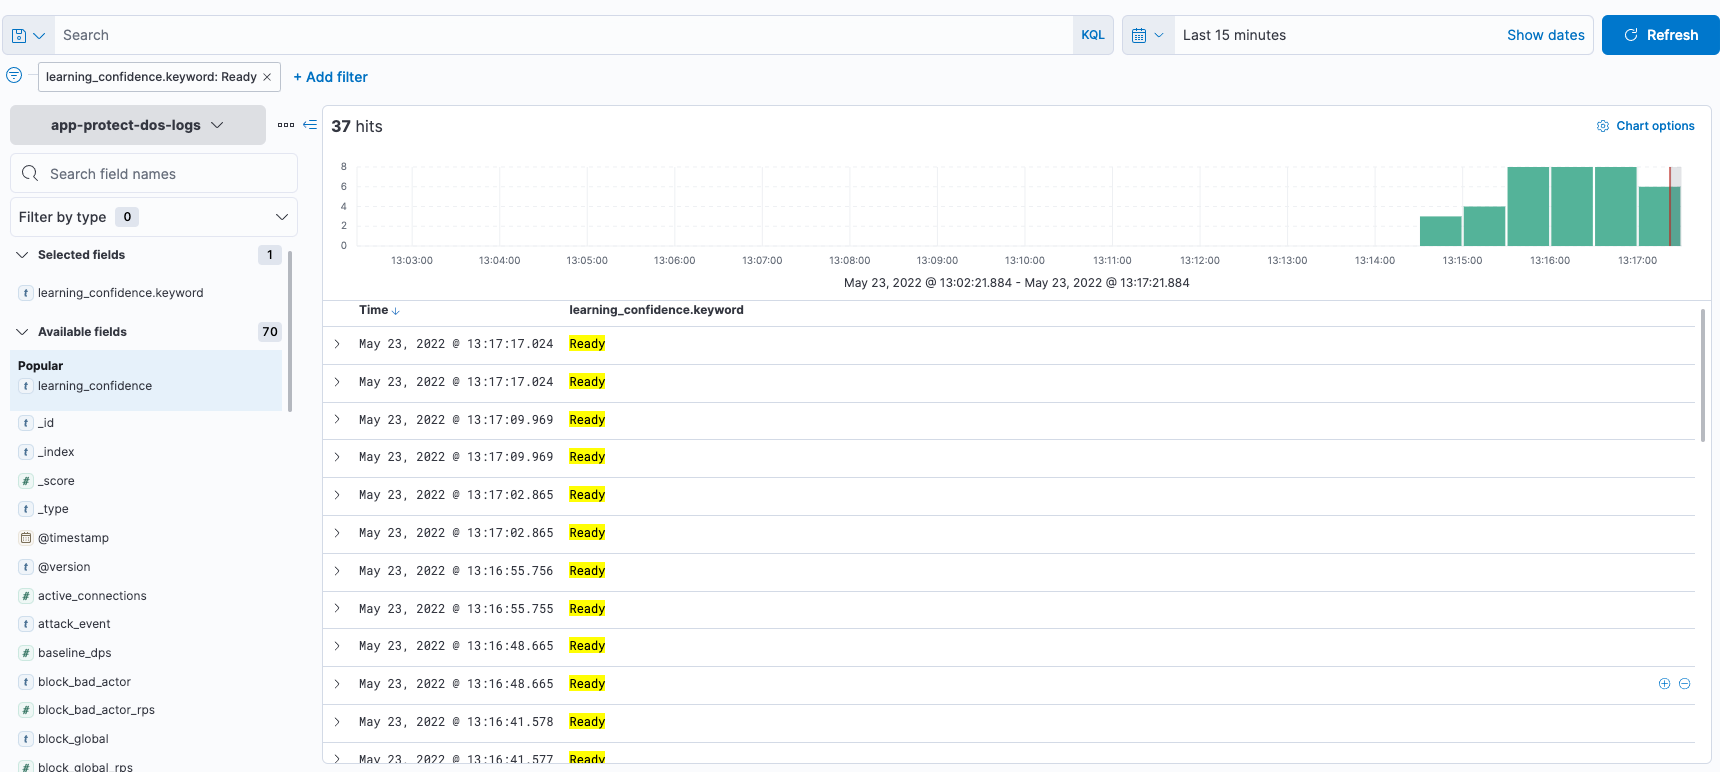 Search KQL Last 15 minutes Show dates Refresh
learning_confidence.keyword: Ready × + Add filter
app-protect-dos-logs
Search field names
Filter by type 0
Selected fields 1
t learning_confidence.keyword
Available fields 70
Popular
t learning_confidence
t _id
t _index
# _score
t _type
@timestamp
t @version
# active_connections
t attack_event
# baseline_dps
t block_bad_actor
# block_bad_actor_rps
t block_global
# block_global_rps
37 hits Chart options
8
6
4
2
0
13:03:00 13:04:00 13:05:00 13:06:00 13:07:00 13:08:00 13:09:00 13:10:00 13:11:00 13:12:00 13:13:00 13:14:00 13:15:00 13:16:00 13:17:00
May 23, 2022 @ 13:02:21.884 - May 23, 2022 @ 13:17:21.884
Time ↓ learning_confidence.keyword
May 23, 2022 @ 13:17:17.024 Ready
May 23, 2022 @ 13:17:17.024 Ready
May 23, 2022 @ 13:17:09.969 Ready
May 23, 2022 @ 13:17:09.969 Ready
May 23, 2022 @ 13:17:02.865 Ready
May 23, 2022 @ 13:17:02.865 Ready
May 23, 2022 @ 13:16:55.756 Ready
May 23, 2022 @ 13:16:55.755 Ready
May 23, 2022 @ 13:16:48.665 Ready
May 23, 2022 @ 13:16:48.665 Ready
May 23, 2022 @ 13:16:41.578 Ready
May 23, 2022 @ 13:16:41.577 Ready